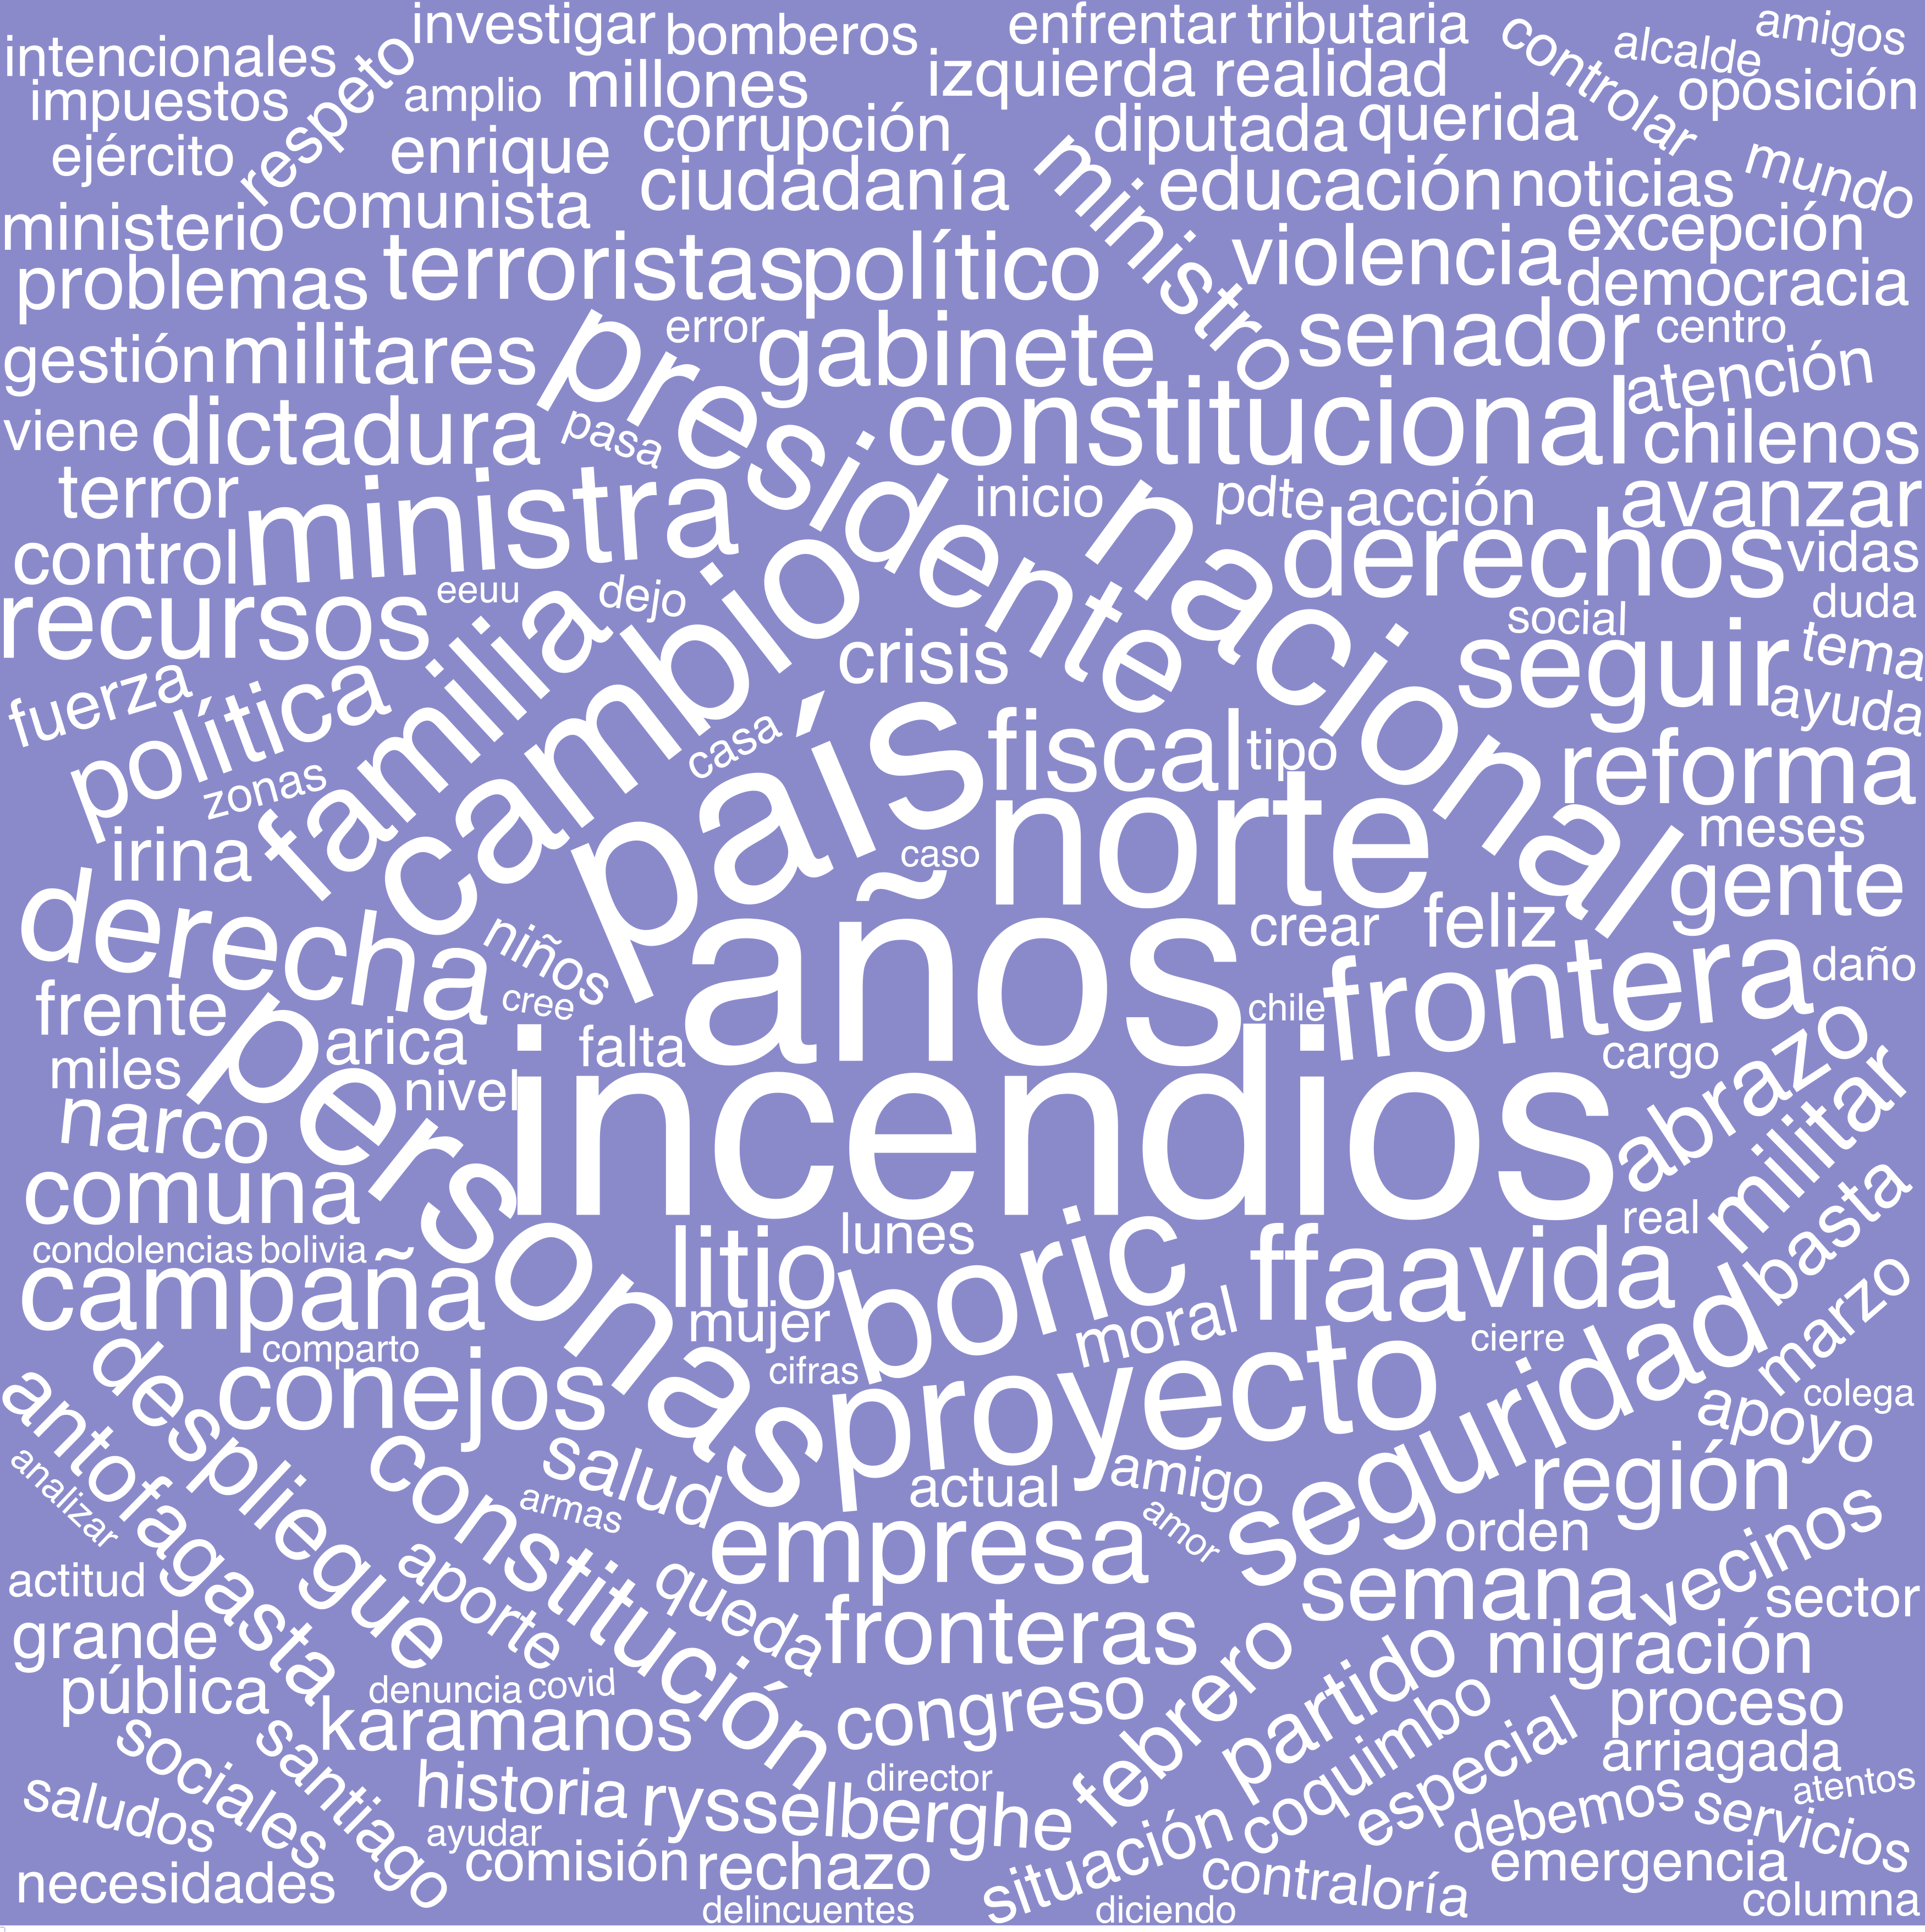 investigar
bomberos
enfrentar
tributaria
controlar
alcalde
amigos
intencionales
respeto
millones
izquierda
realidad
oposición
impuestos
amplio
corrupción
diputada
querida
ejército
enrique
ciudadanía
ministro
educación
noticias
mundo
ministerio
comunista
excepción
problemas
terroristas
político
violencia
democracia
gestión
militares
presidente
error
gabinete
senador
centro
atención
viene
dictadura
pasa
constitucional
chilenos
terror
ministra
inicio
nacional
pdte
acción
avanzar
control
derechos
vidas
recursos
eeuu
dejo
cambio
crisis
social
duda
seguir
tema
fuerza
política
familia
casa
país
fiscal
tipo
reforma
ayuda
zonas
irina
caso
norte
meses
gente
derecha
niños
años
crear
feliz
frontera
daño
frente
personas
arica
cree
falta
chile
cargo
abrazo
miles
nivel
incendios
militar
narco
comuna
lunes
real
basta
condolencias
bolivia
campaña
litio
boric
ffaa
vida
mujer
moral
cierre
marzo
comparto
cifras
despliegue
conejos
proyecto
seguridad
colega
antofagasta
apoyo
analizar
constitución
salud
actual
amigo
región
armas
amor
empresa
orden
vecinos
actitud
aporte
queda
semana
sector
grande
fronteras
migración
pública
denuncia
covid
karamanos
congreso
febrero
partido
coquimbo
proceso
sociales
santiago
especial
arriagada
saludos
historia
rysselberghe
director
debemos
servicios
atentos
ayudar
necesidades
comisión
rechazo
situación
contraloría
emergencia
delincuentes
diciendo
columna